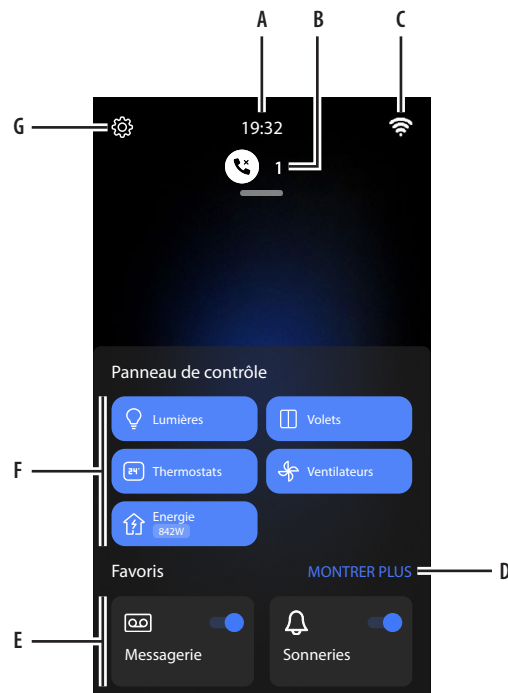 A
B
C
G
19:32
1
Panneau de contrôle
Lumières
Volets
F
24°
Thermostats
Ventilateurs
Energie
842W
Favoris
MONTRER PLUS
D
E
Messagerie
Sonneries